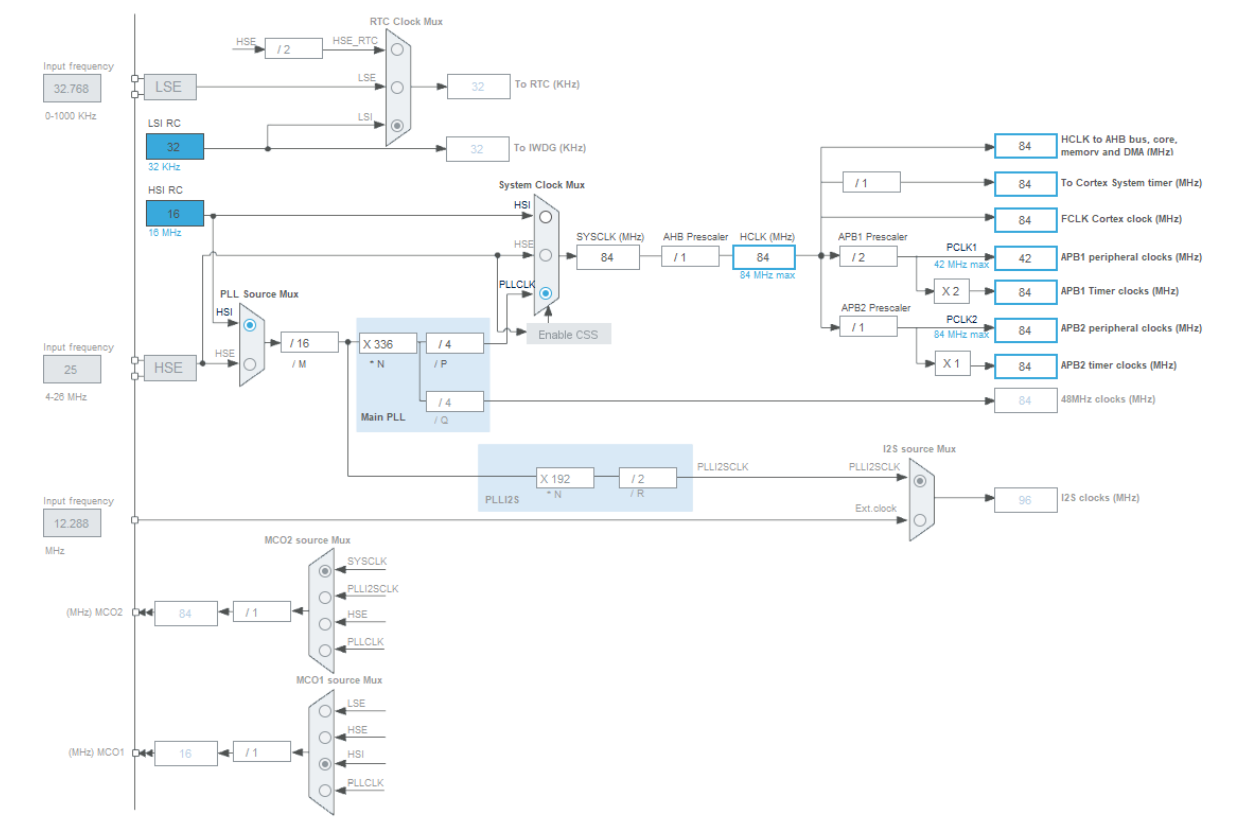 RTC Clock Mux
HSE
/ 2
HSE_RTC
Input frequency
32.768
0-1000 KHz
LSE
LSE
32
To RTC (KHz)
LSI RC
32
32 KHz
LSI
32
To IWDG (KHz)
HSI RC
16
16 MHz
System Clock Mux
HSI
HSE
PLLCLK
SYSCLK (MHz)
84
AHB Prescaler
/ 1
HCLK (MHz)
84
84 MHz max
84
HCLK to AHB bus, core,
memory and DMA (MHz)
/ 1
84
To Cortex System timer (MHz)
84
FCLK Cortex clock (MHz)
APB1 Prescaler
/ 2
PCLK1
42 MHz max
42
APB1 peripheral clocks (MHz)
X 2
84
APB1 Timer clocks (MHz)
APB2 Prescaler
/ 1
PCLK2
84 MHz max
84
APB2 peripheral clocks (MHz)
X 1
84
APB2 timer clocks (MHz)
84
48MHz clocks (MHz)
PLL Source Mux
HSI
HSE
Input frequency
25
4-26 MHz
HSE
/ 16
/ M
X 336
* N
/ 4
/ P
/ 4
/ Q
Main PLL
Enable CSS
PLLI2S
X 192
* N
/ 2
/ R
PLLI2SCLK
I2S source Mux
PLLI2SCLK
Ext.clock
96
I2S clocks (MHz)
Input frequency
12.288
MHz
MCO2 source Mux
SYSCLK
PLLI2SCLK
HSE
PLLCLK
(MHz) MCO2
84
/ 1
MCO1 source Mux
LSE
HSE
HSI
PLLCLK
(MHz) MCO1
16
/ 1